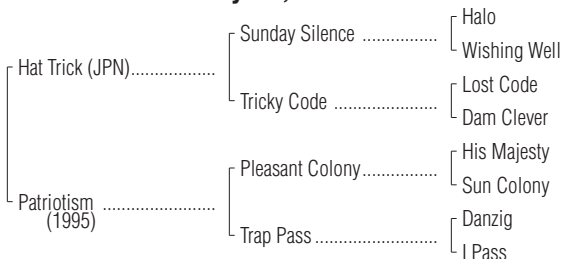 Halo
Sunday Silence ................
Wishing Well
Hat Trick (JPN)..................
Lost Code
Tricky Code ......................
Dam Clever
His Majesty
Pleasant Colony................
Sun Colony
Patriotism ........................
(1995)
Danzig
Trap Pass..........................
I Pass